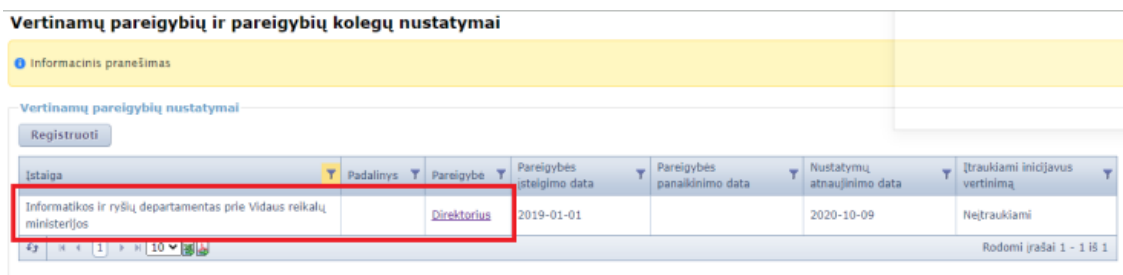 Vertinamų pareigybių ir pareigybių kolegų nustatymai
Informacinis pranešimas
Vertinamų pareigybių nustatymai
Registruoti
Įstaiga Padalinys Pareigybė Pareigybės įsteigimo data Pareigybės panaikinimo data Nustatymų atnaujinimo data Įtraukiami inicijavus vertinimą
Informatikos ir ryšių departamentas prie Vidaus reikalų ministerijos Direktorius 2019-01-01 2020-10-09 Neįtraukiami
1 10 Rodomi įrašai 1 - 1 iš 1